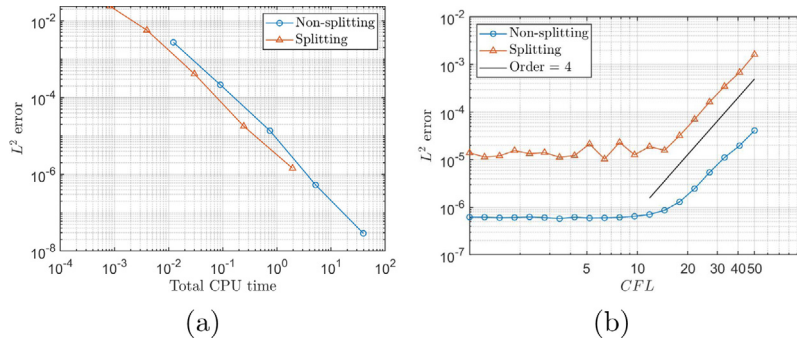 10^-2
10^-4
10^-6
10^-8
L^2 error
Non-splitting
Splitting
10^-4
10^-2
10^-1
10^0
10^1
10^2
Total CPU time
(a)
10^-2
10^-3
10^-4
10^-5
10^-6
10^-7
L^2 error
Non-splitting
Splitting
Order = 4
5
10
20
30
40
50
CFL
(b)